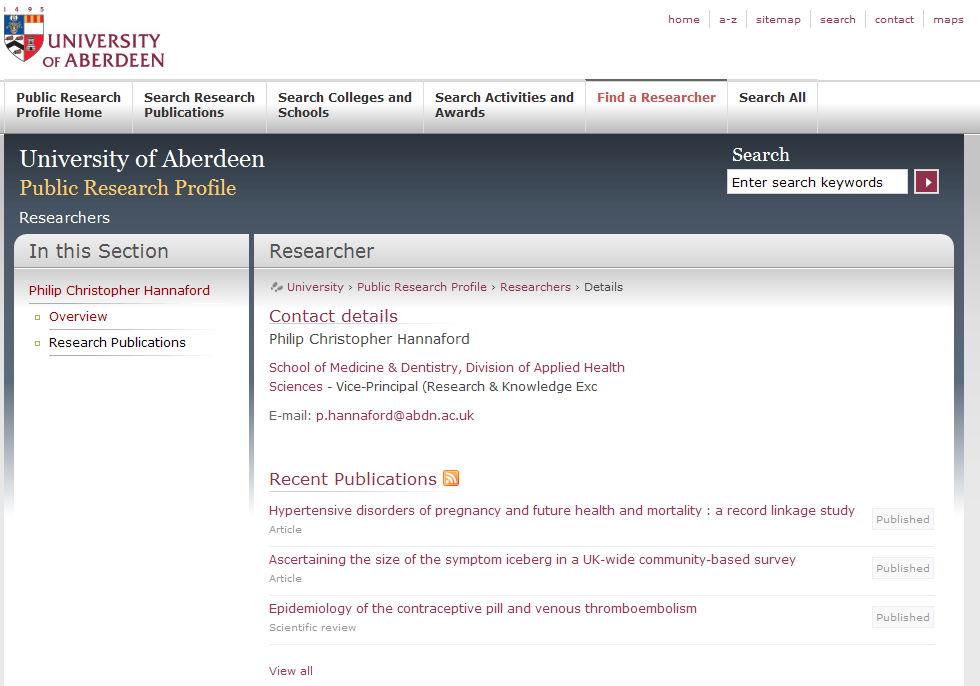 1 4 9 5
UNIVERSITY
OF ABERDEEN
home
a-z
sitemap
search
contact
maps
Public Research
Profile Home
Search Research
Publications
Search Colleges and
Schools
Search Activities and
Awards
Find a Researcher
Search All
University of Aberdeen
Public Research Profile
Researchers
Search
Enter search keywords
In this Section
Philip Christopher Hannaford
Overview
Research Publications
Researcher
University › Public Research Profile › Researchers › Details
Contact details
Philip Christopher Hannaford
School of Medicine & Dentistry, Division of Applied Health
Sciences - Vice-Principal (Research & Knowledge Exc
E-mail: p.hannaford@abdn.ac.uk
Recent Publications
Hypertensive disorders of pregnancy and future health and mortality : a record linkage study
Article
Published
Ascertaining the size of the symptom iceberg in a UK-wide community-based survey
Article
Published
Epidemiology of the contraceptive pill and venous thromboembolism
Scientific review
Published
View all